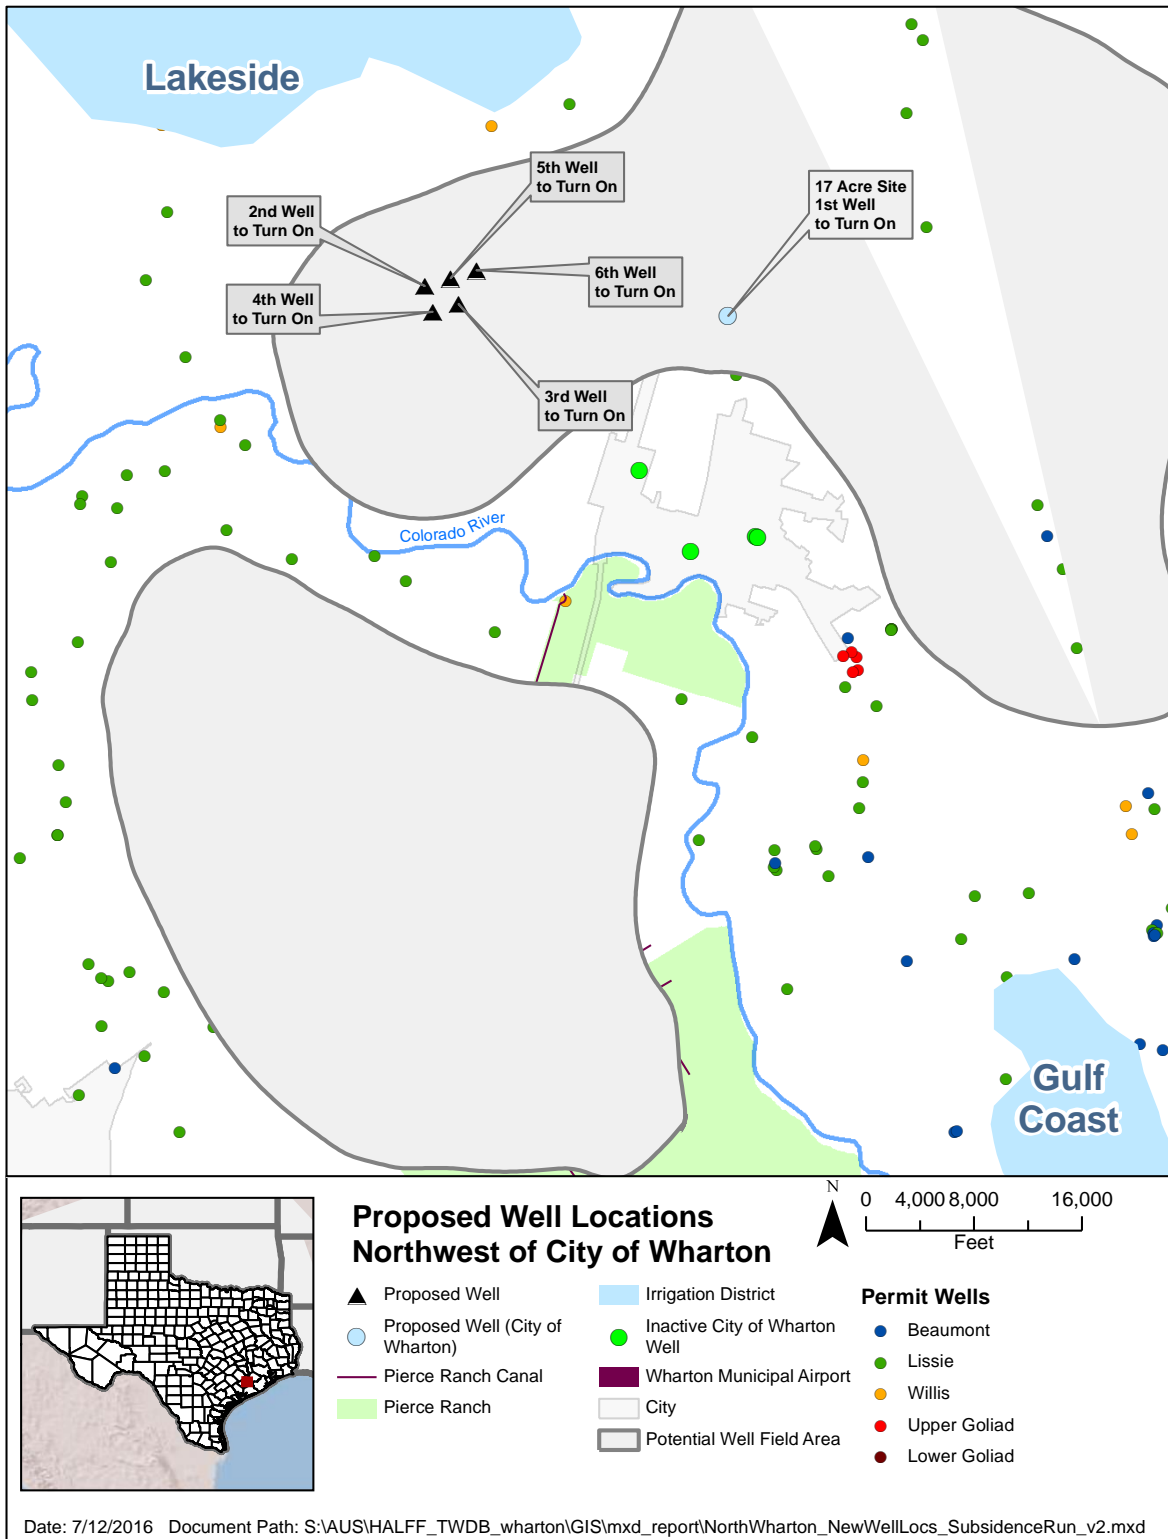 Lakeside
5th Well
to Turn On
17 Acre Site
1st Well
to Turn On
2nd Well
to Turn On
6th Well
to Turn On
4th Well
to Turn On
3rd Well
to Turn On
Colorado River
Gulf
Coast
Proposed Well Locations
Northwest of City of Wharton
N
0 4,000 8,000 16,000
Feet
Proposed Well
Proposed Well (City of
Wharton)
Pierce Ranch Canal
Pierce Ranch
Irrigation District
Inactive City of Wharton
Well
Wharton Municipal Airport
City
Potential Well Field Area
Permit Wells
Beaumont
Lissie
Willis
Upper Goliad
Lower Goliad
Date: 7/12/2016 Document Path: S:\AUS\HALFF_TWDB_wharton\GIS\mxd_report\NorthWharton_NewWellLocs_SubsidenceRun_v2.mxd